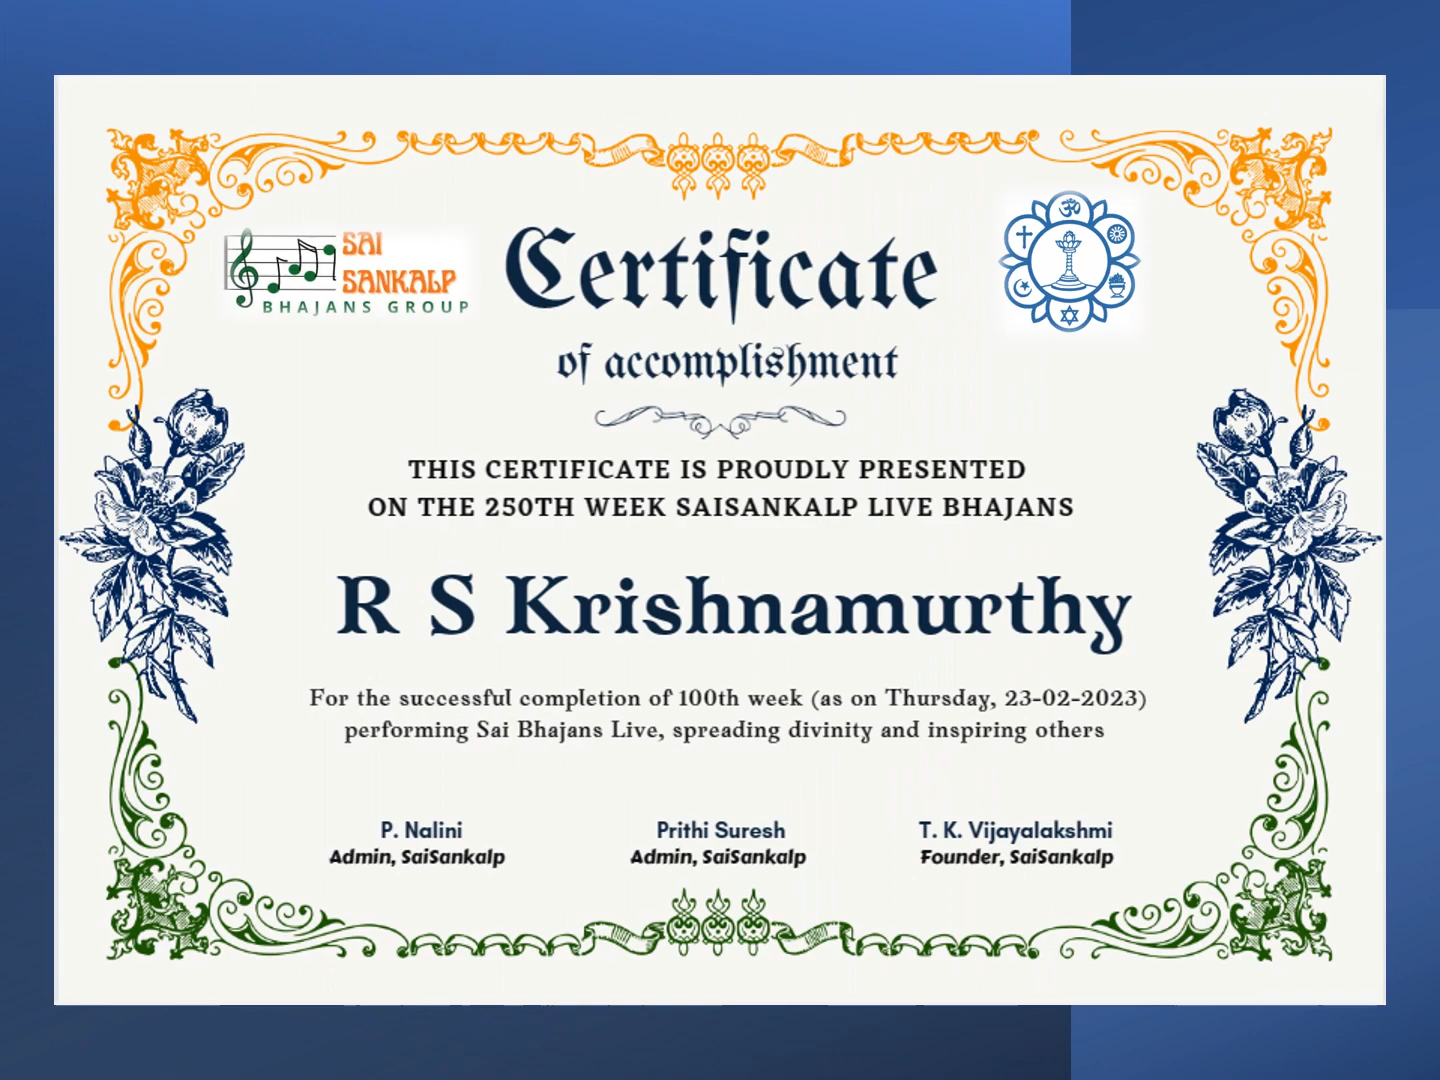 SAI
SANKALP
BHAJANS GROUP
Certificate
of accomplishment
THIS CERTIFICATE IS PROUDLY PRESENTED
ON THE 250TH WEEK SAISANKALP LIVE BHAJANS
R S Krishnamurthy
For the successful completion of 100th week (as on Thursday, 23-02-2023)
performing Sai Bhajans Live, spreading divinity and inspiring others
P. Nalini
Admin, SaiSankalp
Prithi Suresh
Admin, SaiSankalp
T. K. Vijayalakshmi
Founder, SaiSankalp
ॐ